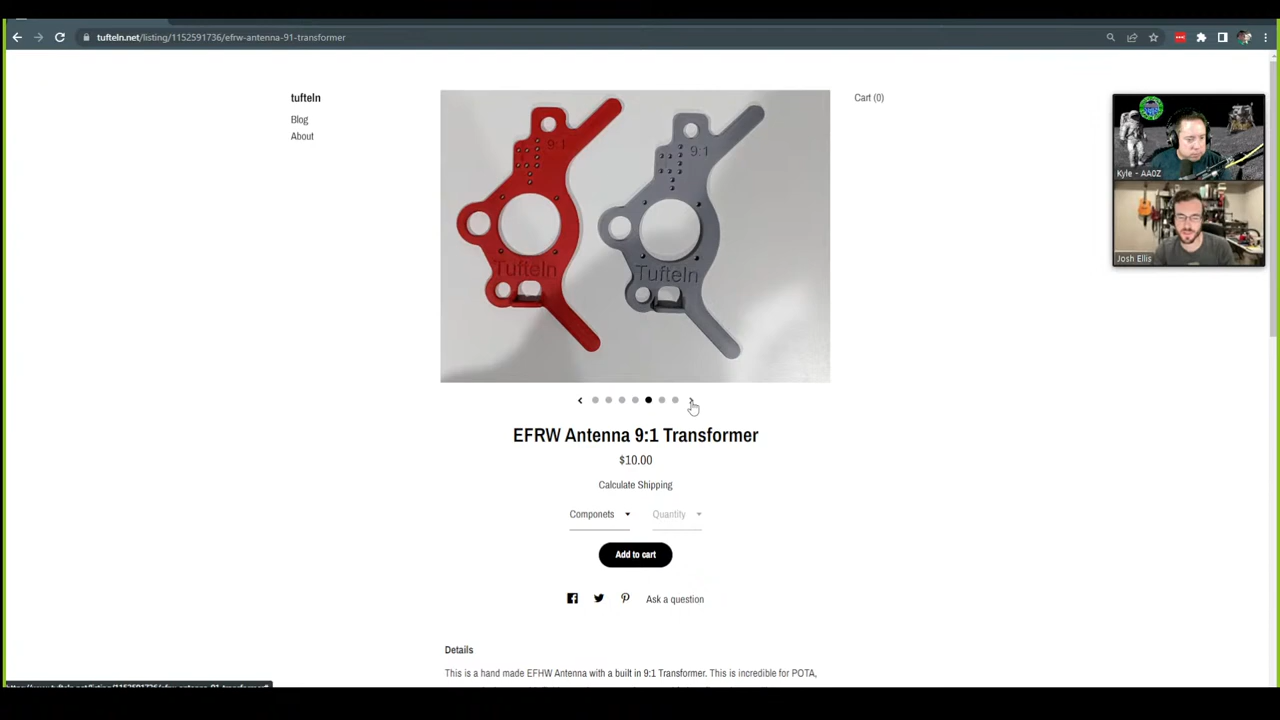 tufteln.net/listing/1152591736/efrw-antenna-91-transformer
tufteln
Blog
About
Cart (0)
9:1
9:1
Tufteln
Tufteln
Kyle - AA0Z
Josh Ellis
EFRW Antenna 9:1 Transformer
$10.00
Calculate Shipping
Componets
Quantity
Add to cart
Ask a question
Details
This is a hand made EFHW Antenna with a built in 9:1 Transformer. This is incredible for POTA,